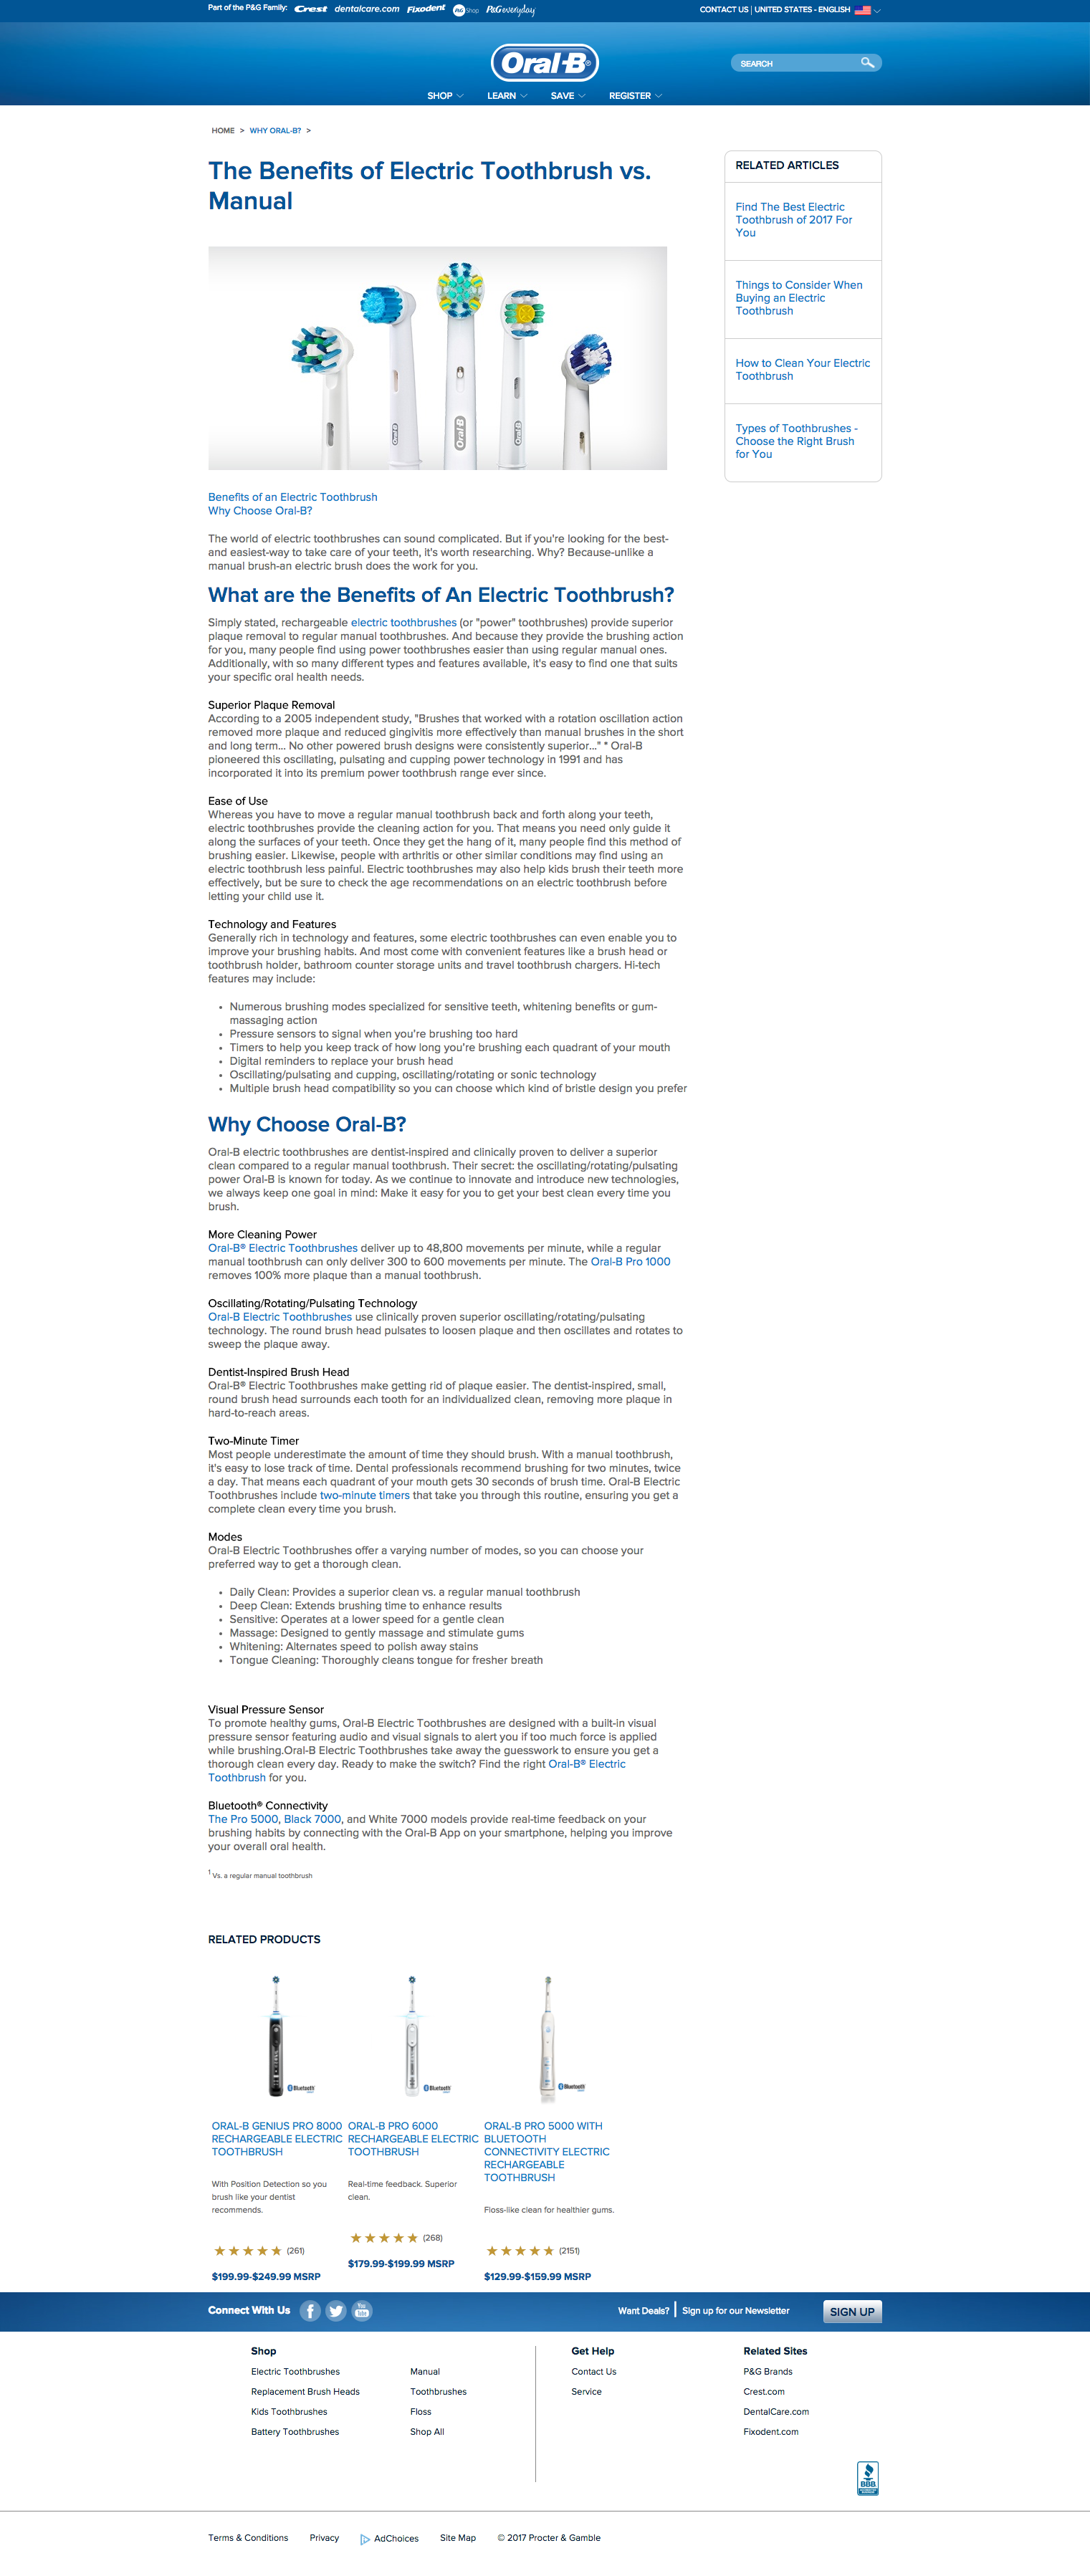 Part of the P&G Family: Crest dentalcare.com Fixodent P&G Shop P&G everyday
CONTACT US | UNITED STATES - ENGLISH
Oral-B®
SEARCH
SHOP LEARN SAVE REGISTER
HOME > WHY ORAL-B? >
The Benefits of Electric Toothbrush vs.
Manual
RELATED ARTICLES
Find The Best Electric
Toothbrush of 2017 For
You
Things to Consider When
Buying an Electric
Toothbrush
How to Clean Your Electric
Toothbrush
Types of Toothbrushes -
Choose the Right Brush
for You
Oral-B
Oral-B
Oral-B
Benefits of an Electric Toothbrush
Why Choose Oral-B?
The world of electric toothbrushes can sound complicated. But if you're looking for the best-
and easiest-way to take care of your teeth, it's worth researching. Why? Because-unlike a
manual brush-an electric brush does the work for you.
What are the Benefits of An Electric Toothbrush?
Simply stated, rechargeable electric toothbrushes (or "power" toothbrushes) provide superior
plaque removal to regular manual toothbrushes. And because they provide the brushing action
for you, many people find using power toothbrushes easier than using regular manual ones.
Additionally, with so many different types and features available, it's easy to find one that suits
your specific oral health needs.
Superior Plaque Removal
According to a 2005 independent study, "Brushes that worked with a rotation oscillation action
removed more plaque and reduced gingivitis more effectively than manual brushes in the short
and long term... No other powered brush designs were consistently superior..." * Oral-B
pioneered this oscillating, pulsating and cupping power technology in 1991 and has
incorporated it into its premium power toothbrush range ever since.
Ease of Use
Whereas you have to move a regular manual toothbrush back and forth along your teeth,
electric toothbrushes provide the cleaning action for you. That means you need only guide it
along the surfaces of your teeth. Once they get the hang of it, many people find this method of
brushing easier. Likewise, people with arthritis or other similar conditions may find using an
electric toothbrush less painful. Electric toothbrushes may also help kids brush their teeth more
effectively, but be sure to check the age recommendations on an electric toothbrush before
letting your child use it.
Technology and Features
Generally rich in technology and features, some electric toothbrushes can even enable you to
improve your brushing habits. And most come with convenient features like a brush head or
toothbrush holder, bathroom counter storage units and travel toothbrush chargers. Hi-tech
features may include:
• Numerous brushing modes specialized for sensitive teeth, whitening benefits or gum-
massaging action
• Pressure sensors to signal when you're brushing too hard
• Timers to help you keep track of how long you're brushing each quadrant of your mouth
• Digital reminders to replace your brush head
• Oscillating/pulsating and cupping, oscillating/rotating or sonic technology
• Multiple brush head compatibility so you can choose which kind of bristle design you prefer
Why Choose Oral-B?
Oral-B electric toothbrushes are dentist-inspired and clinically proven to deliver a superior
clean compared to a regular manual toothbrush. Their secret: the oscillating/rotating/pulsating
power Oral-B is known for today. As we continue to innovate and introduce new technologies,
we always keep one goal in mind: Make it easy for you to get your best clean every time you
brush.
More Cleaning Power
Oral-B® Electric Toothbrushes deliver up to 48,800 movements per minute, while a regular
manual toothbrush can only deliver 300 to 600 movements per minute. The Oral-B Pro 1000
removes 100% more plaque than a manual toothbrush.
Oscillating/Rotating/Pulsating Technology
Oral-B Electric Toothbrushes use clinically proven superior oscillating/rotating/pulsating
technology. The round brush head pulsates to loosen plaque and then oscillates and rotates to
sweep the plaque away.
Dentist-Inspired Brush Head
Oral-B® Electric Toothbrushes make getting rid of plaque easier. The dentist-inspired, small,
round brush head surrounds each tooth for an individualized clean, removing more plaque in
hard-to-reach areas.
Two-Minute Timer
Most people underestimate the amount of time they should brush. With a manual toothbrush,
it's easy to lose track of time. Dental professionals recommend brushing for two minutes, twice
a day. That means each quadrant of your mouth gets 30 seconds of brush time. Oral-B Electric
Toothbrushes include two-minute timers that take you through this routine, ensuring you get a
complete clean every time you brush.
Modes
Oral-B Electric Toothbrushes offer a varying number of modes, so you can choose your
preferred way to get a thorough clean.
• Daily Clean: Provides a superior clean vs. a regular manual toothbrush
• Deep Clean: Extends brushing time to enhance results
• Sensitive: Operates at a lower speed for a gentle clean
• Massage: Designed to gently massage and stimulate gums
• Whitening: Alternates speed to polish away stains
• Tongue Cleaning: Thoroughly cleans tongue for fresher breath
Visual Pressure Sensor
To promote healthy gums, Oral-B Electric Toothbrushes are designed with a built-in visual
pressure sensor featuring audio and visual signals to alert you if too much force is applied
while brushing.Oral-B Electric Toothbrushes take away the guesswork to ensure you get a
thorough clean every day. Ready to make the switch? Find the right Oral-B® Electric
Toothbrush for you.
Bluetooth® Connectivity
The Pro 5000, Black 7000, and White 7000 models provide real-time feedback on your
brushing habits by connecting with the Oral-B App on your smartphone, helping you improve
your overall oral health.
1 Vs. a regular manual toothbrush
RELATED PRODUCTS
Bluetooth
Bluetooth
Bluetooth
ORAL-B GENIUS PRO 8000
RECHARGEABLE ELECTRIC
TOOTHBRUSH
With Position Detection so you
brush like your dentist
recommends.
(261)
$199.99-$249.99 MSRP
ORAL-B PRO 6000
RECHARGEABLE ELECTRIC
TOOTHBRUSH
Real-time feedback. Superior
clean.
(268)
$179.99-$199.99 MSRP
ORAL-B PRO 5000 WITH
BLUETOOTH
CONNECTIVITY ELECTRIC
RECHARGEABLE
TOOTHBRUSH
Floss-like clean for healthier gums.
(2151)
$129.99-$159.99 MSRP
Connect With Us
You Tube
Want Deals? | Sign up for our Newsletter
SIGN UP
Shop
Electric Toothbrushes
Replacement Brush Heads
Kids Toothbrushes
Battery Toothbrushes
Manual
Toothbrushes
Floss
Shop All
Get Help
Contact Us
Service
Related Sites
P&G Brands
Crest.com
DentalCare.com
Fixodent.com
BBB
Terms & Conditions Privacy AdChoices Site Map © 2017 Procter & Gamble